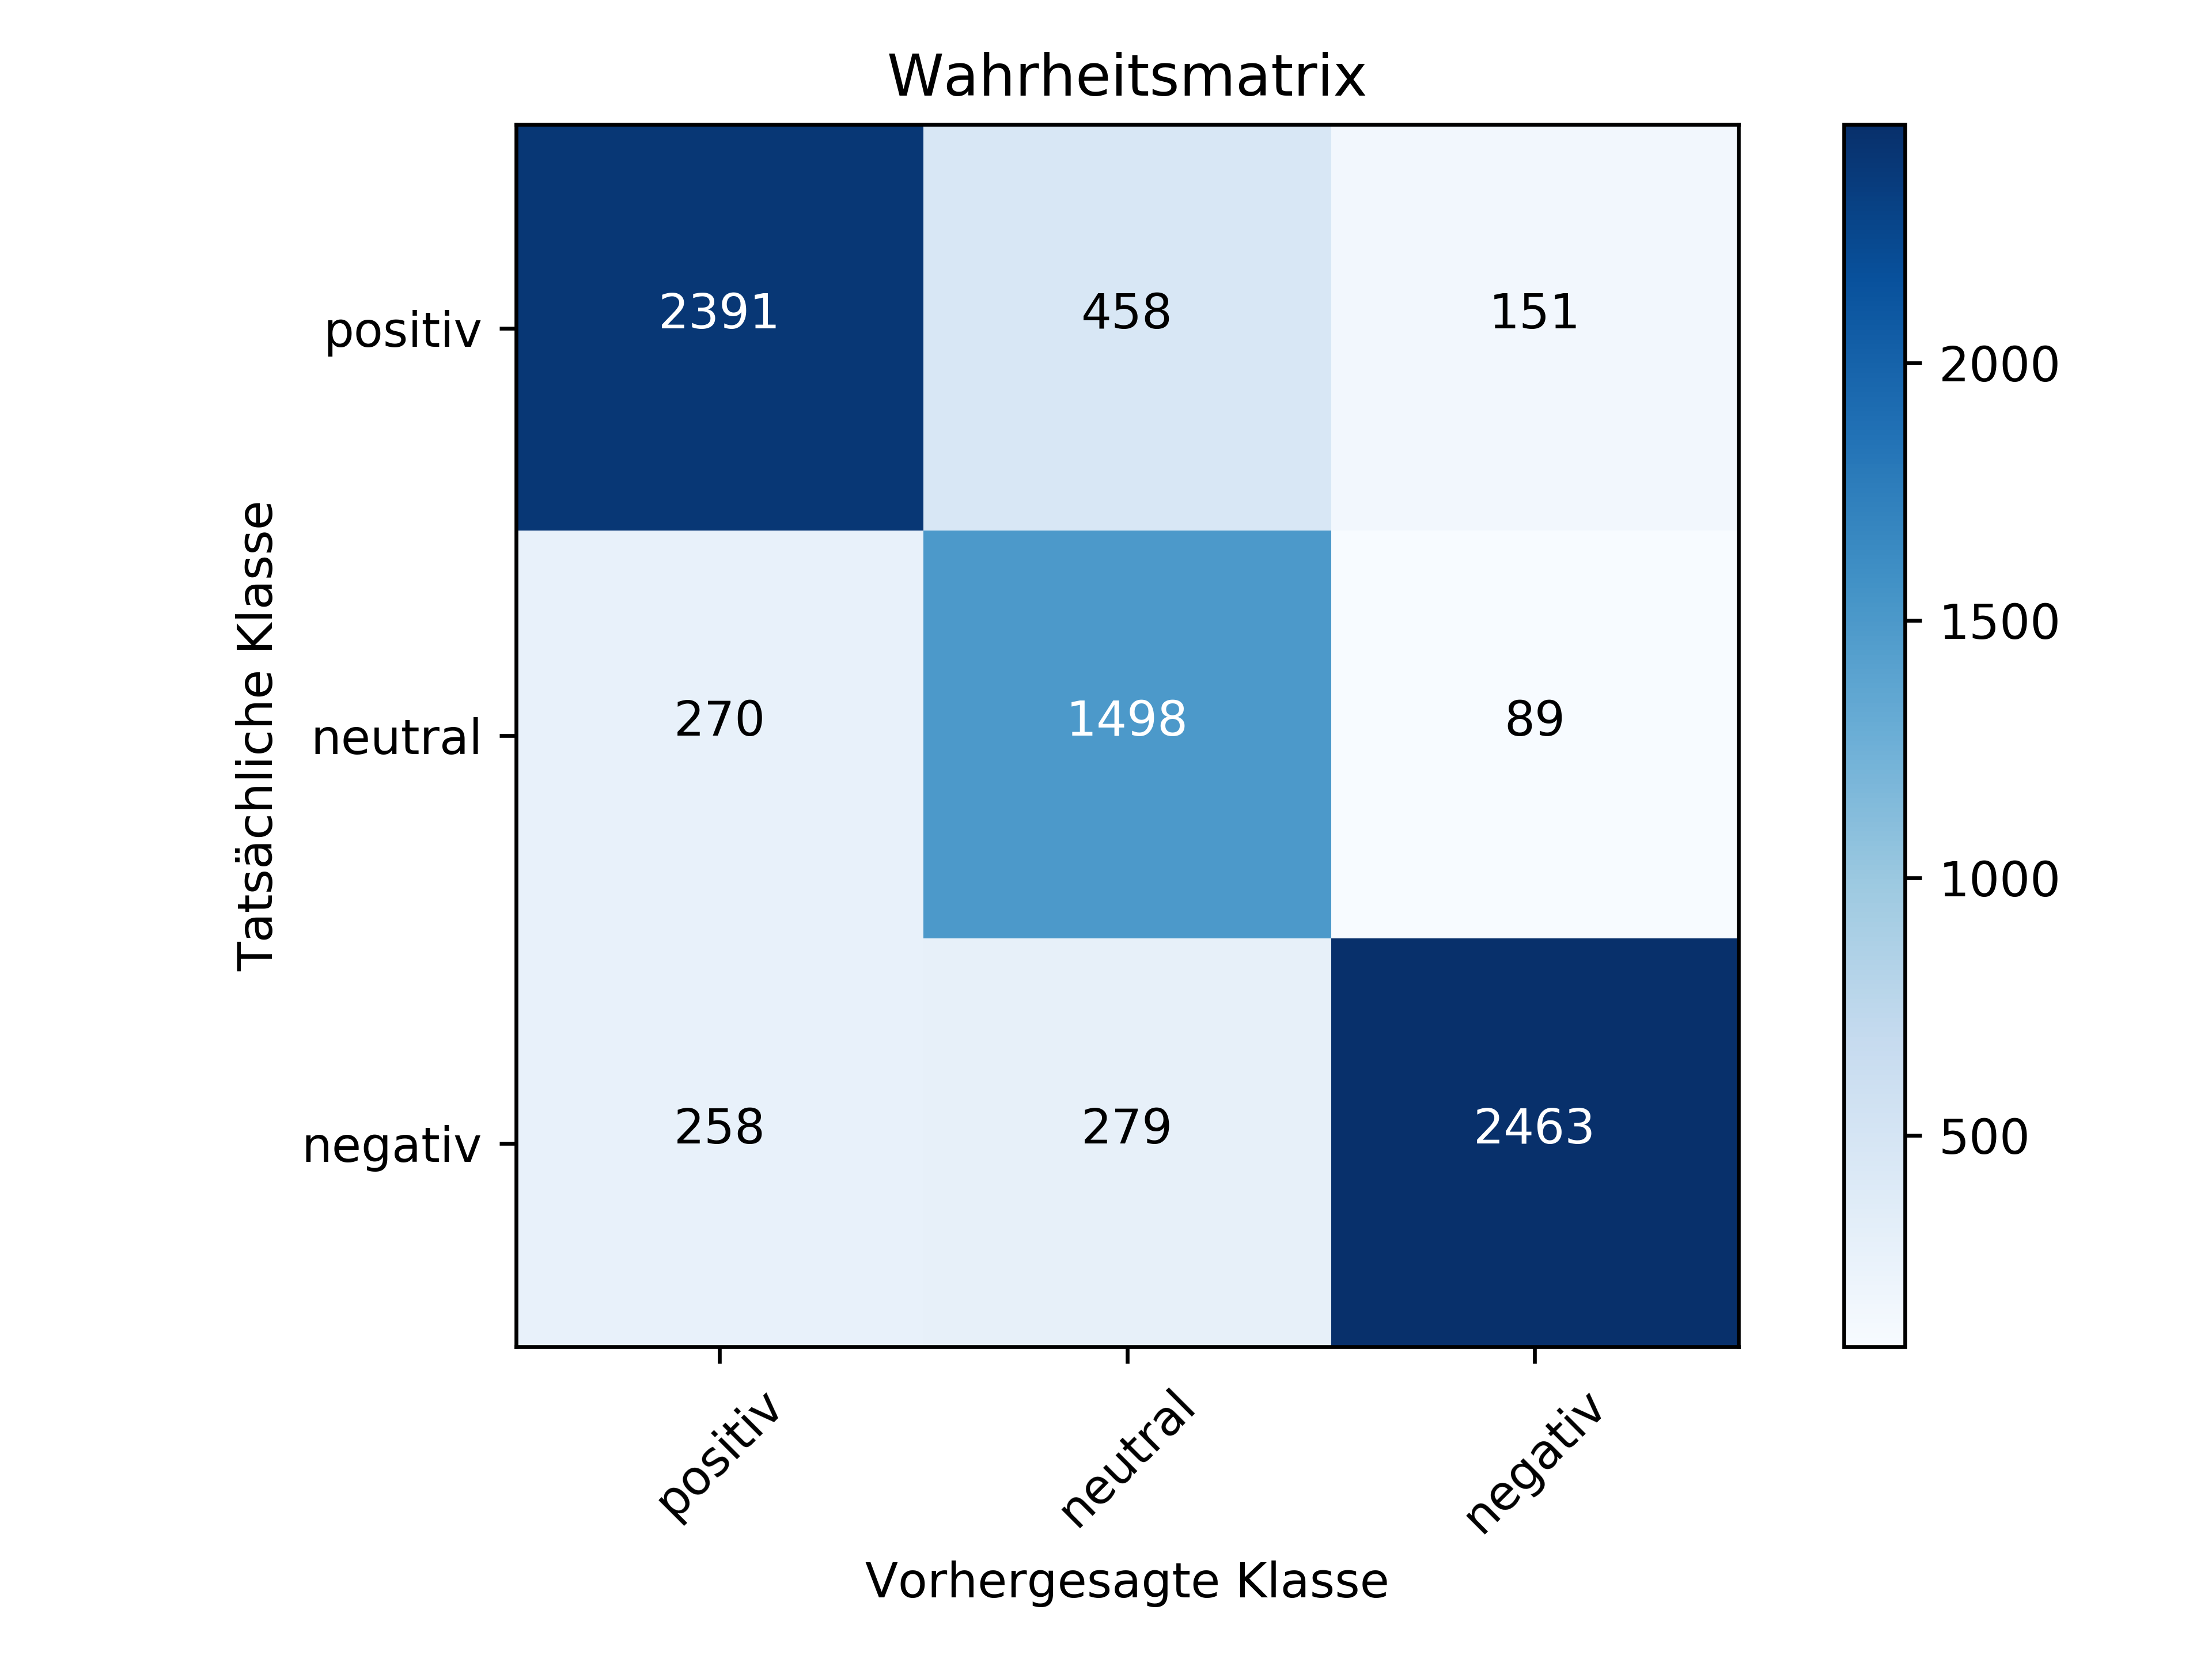 Wahrheitsmatrix
Tatsächliche Klasse
positiv
2391 458 151
neutral
270 1498 89
negativ
258 279 2463
positiv neutral negativ
Vorhergesagte Klasse
2000
1500
1000
500